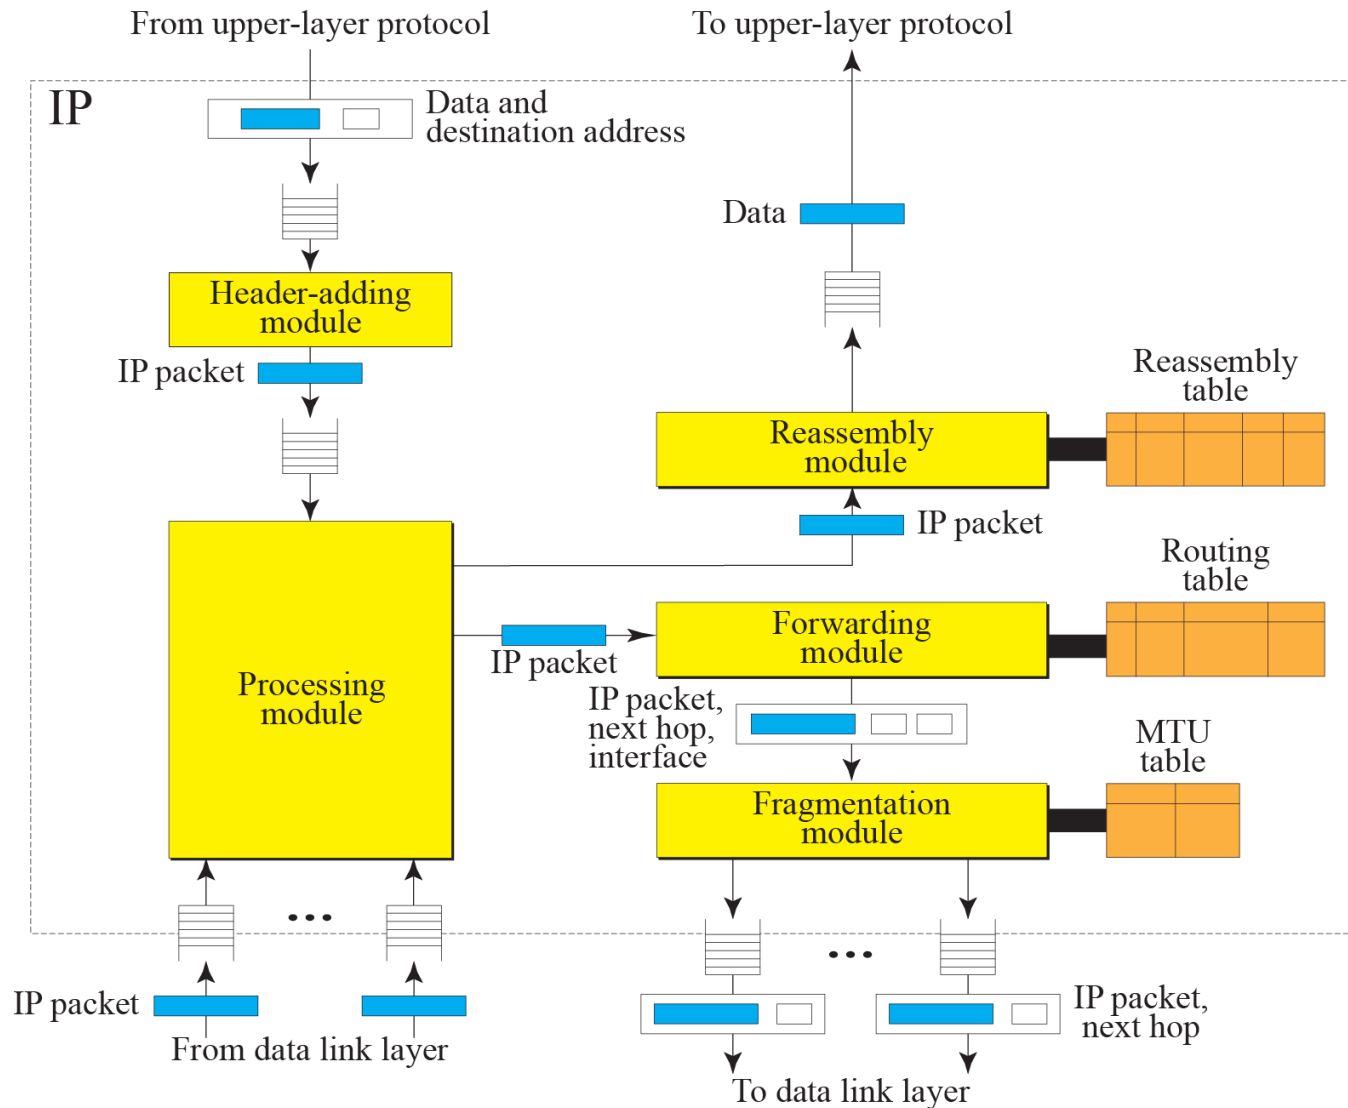 From upper-layer protocol
To upper-layer protocol
IP
Data and
destination address
Data
Header-adding
module
IP packet
Reassembly
table
Reassembly
module
IP packet
Routing
table
Forwarding
module
IP packet
Processing
module
IP packet,
next hop,
interface
MTU
table
Fragmentation
module
IP packet
From data link layer
IP packet,
next hop
To data link layer